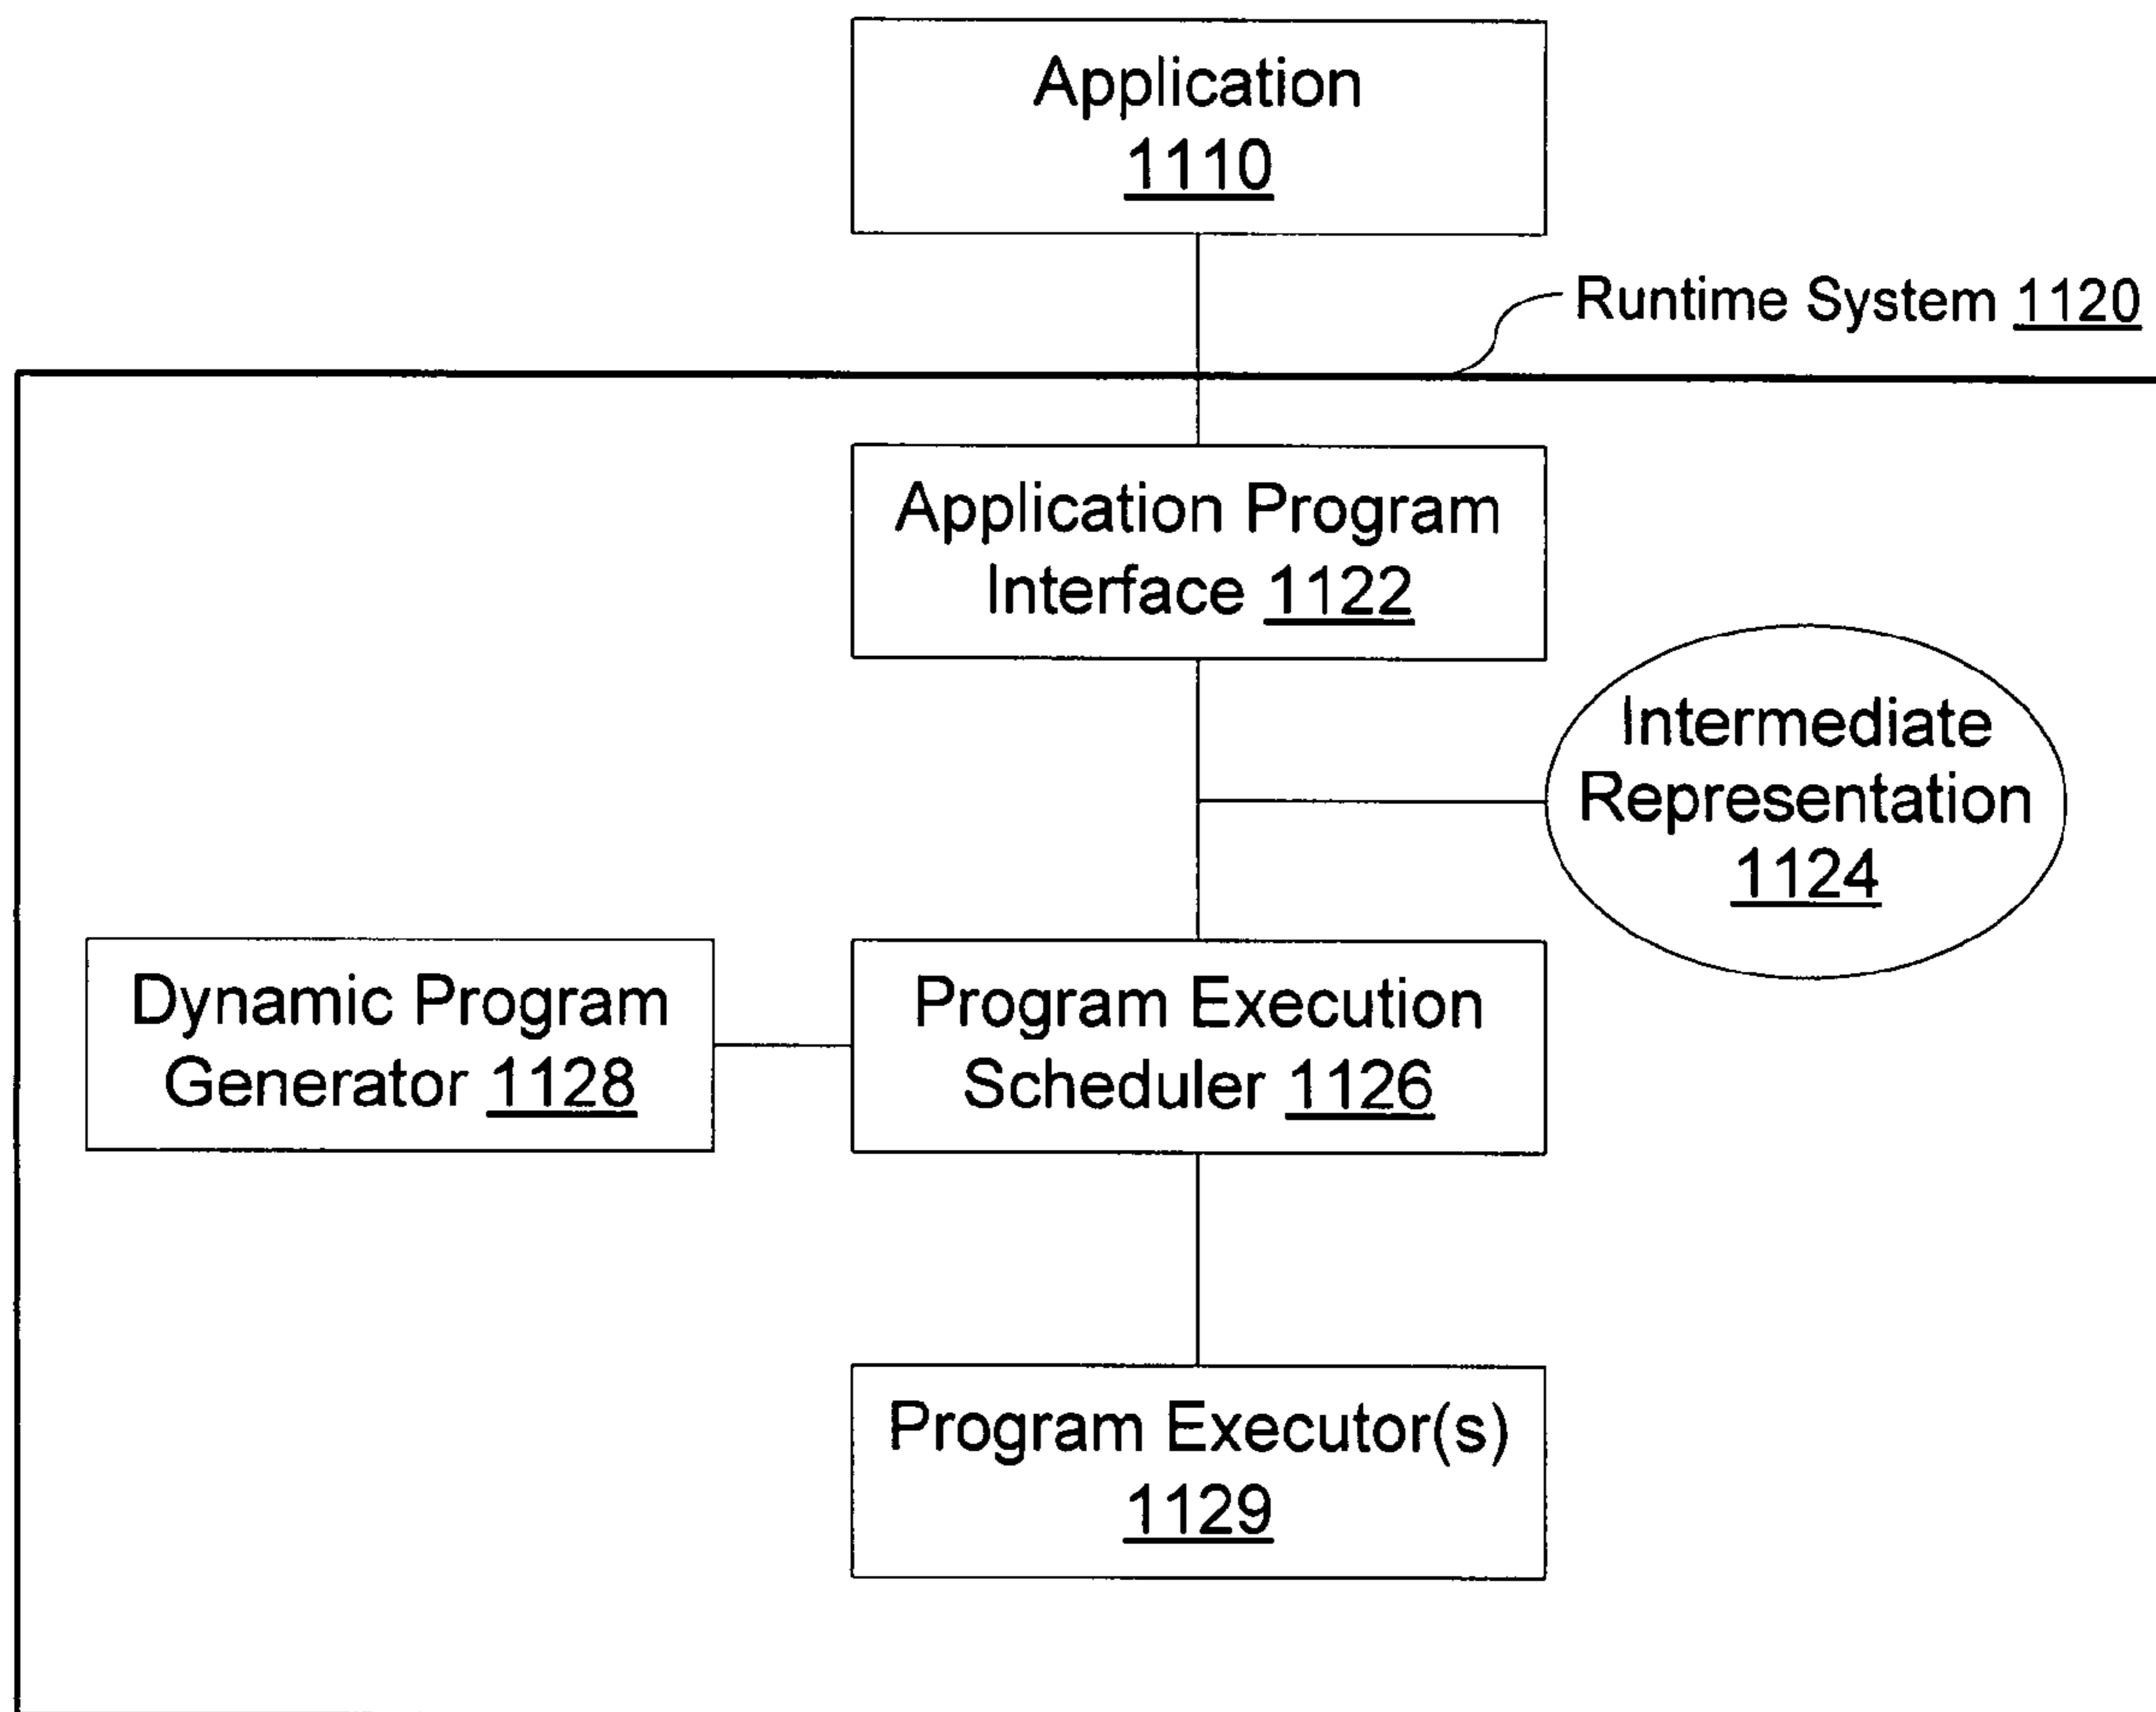 Application
1110
Runtime System 1120
Application Program
Interface 1122
Intermediate
Representation
1124
Dynamic Program
Generator 1128
Program Execution
Scheduler 1126
Program Executor(s)
1129